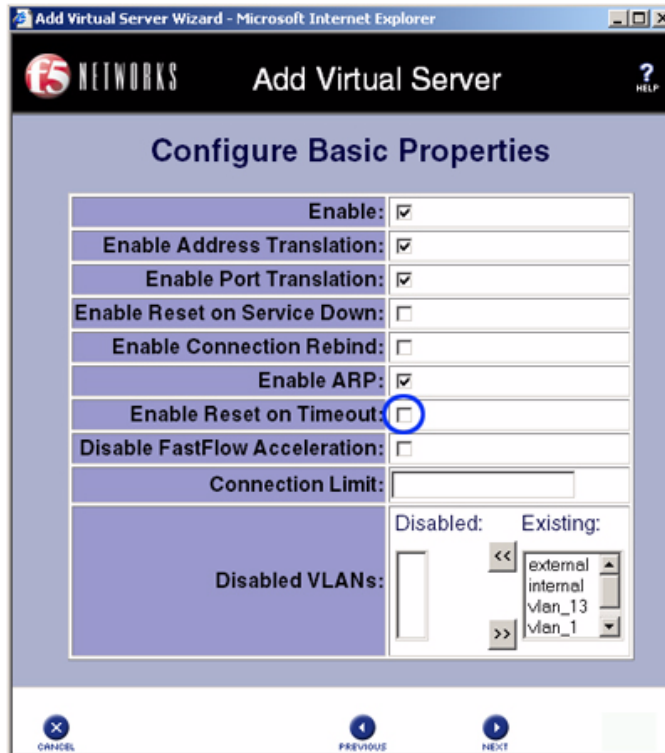 Add Virtual Server Wizard - Microsoft Internet Explorer
f5 NETWORKS Add Virtual Server ? HELP
Configure Basic Properties
Enable:
Enable Address Translation:
Enable Port Translation:
Enable Reset on Service Down:
Enable Connection Rebind:
Enable ARP:
Enable Reset on Timeout:
Disable FastFlow Acceleration:
Connection Limit:
Disabled VLANs:
Disabled: Existing:
<<
>>
external
internal
vlan_13
vlan_1
CANCEL PREVIOUS NEXT